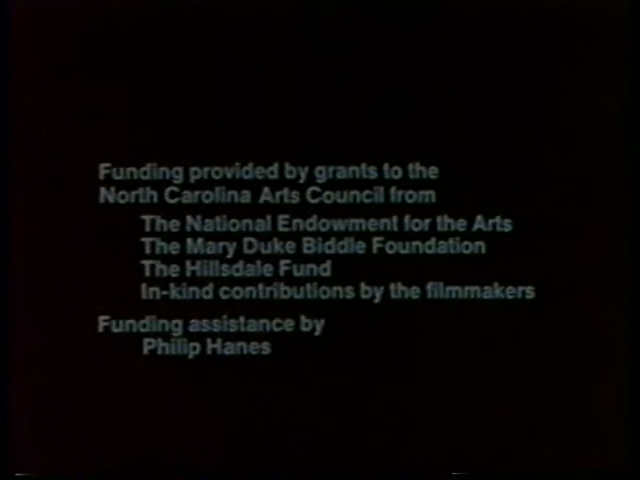 Funding provided by grants to the
North Carolina Arts Council from
The National Endowment for the Arts
The Mary Duke Biddle Foundation
The Hillsdale Fund
In-kind contributions by the filmmakers
Funding assistance by
Philip Hanes